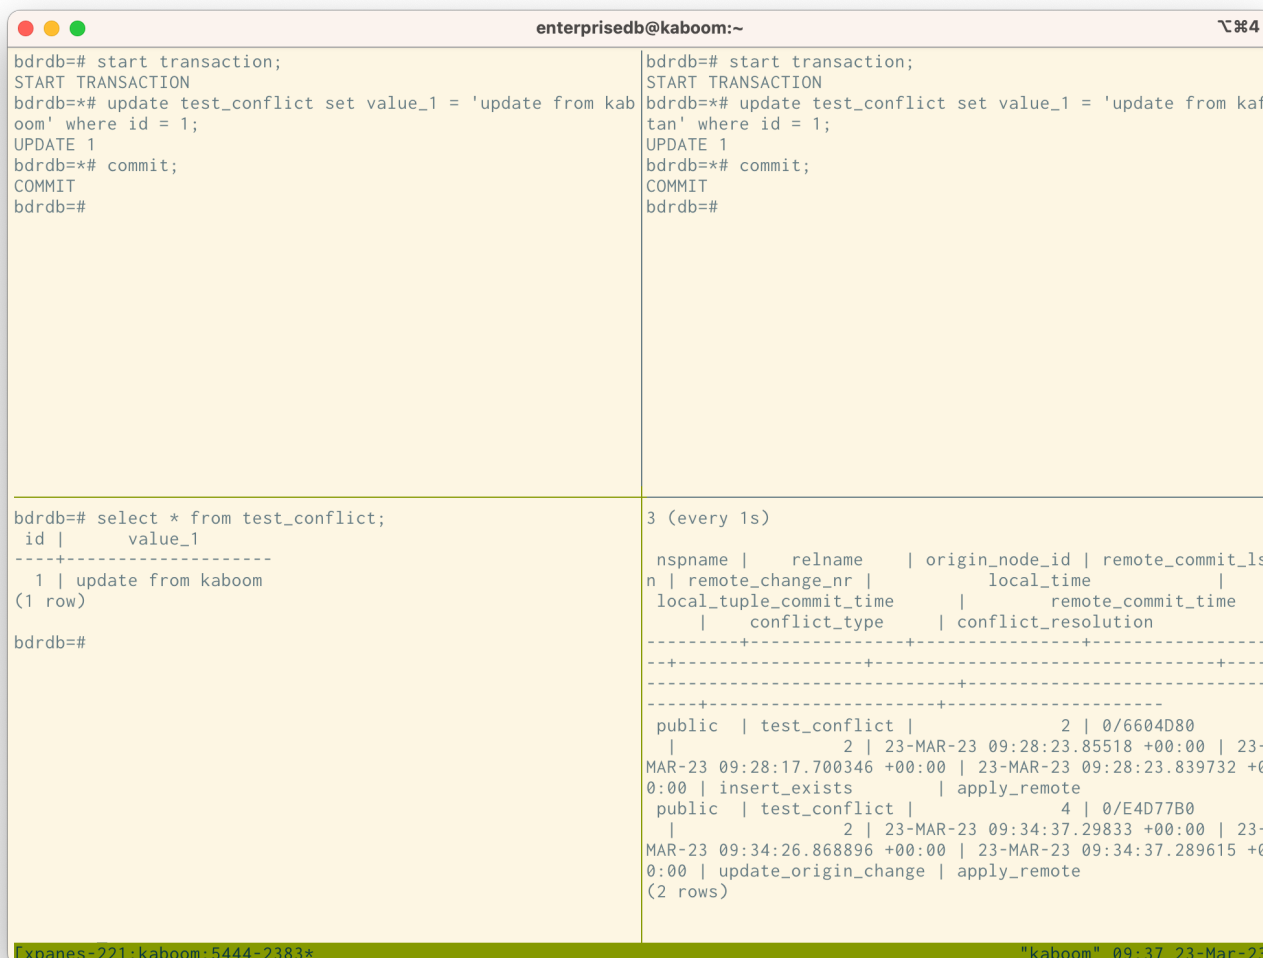 enterprisedb@kaboom:~
⌥⌘4
bdrdb=# start transaction;
START TRANSACTION
bdrdb=*# update test_conflict set value_1 = 'update from kab
oom' where id = 1;
UPDATE 1
bdrdb=*# commit;
COMMIT
bdrdb=#
bdrdb=# start transaction;
START TRANSACTION
bdrdb=*# update test_conflict set value_1 = 'update from kaf
tan' where id = 1;
UPDATE 1
bdrdb=*# commit;
COMMIT
bdrdb=#
bdrdb=# select * from test_conflict;
 id |      value_1
----+--------------------
  1 | update from kaboom
(1 row)
bdrdb=#
3 (every 1s)
 nspname |    relname    | origin_node_id | remote_commit_ls
n | remote_change_nr |           local_time            |
 local_tuple_commit_time      |        remote_commit_time
     |    conflict_type     | conflict_resolution
---------+---------------+----------------+-----------------
--+------------------+---------------------------------+----
------------------------------+-----------------------------
-----+----------------------+---------------------
 public  | test_conflict |              2 | 0/6604D80
  |                2 | 23-MAR-23 09:28:23.85518 +00:00 | 23-
MAR-23 09:28:17.700346 +00:00 | 23-MAR-23 09:28:23.839732 +0
0:00 | insert_exists        | apply_remote
 public  | test_conflict |              4 | 0/E4D77B0
  |                2 | 23-MAR-23 09:34:37.29833 +00:00 | 23-
MAR-23 09:34:26.868896 +00:00 | 23-MAR-23 09:34:37.289615 +0
0:00 | update_origin_change | apply_remote
(2 rows)
[xpanes-221:kaboom:5444-2383*
"kaboom" 09:37 23-Mar-23